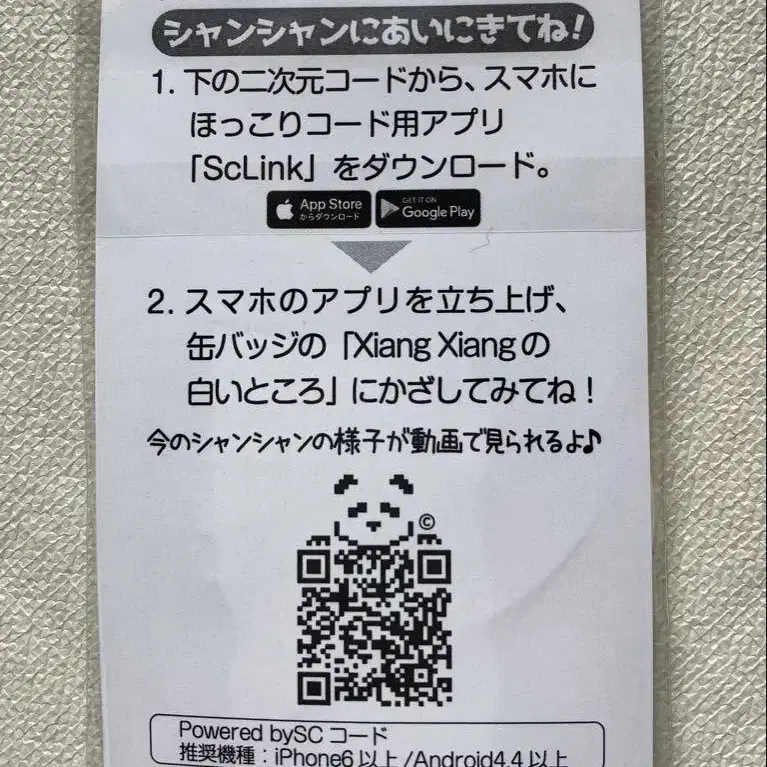 シャンシャンにあいにきてね!
1. 下の二次元コードから、スマホに
ほっこりコード用アプリ
「ScLink」をダウンロード。
App Store
からダウンロード
GET IT ON
Google Play
2. スマホのアプリを立ち上げ、
缶バッジの「Xiang Xiangの
白いところ」にかざしてみてね!
今のシャンシャンの様子が動画で見られるよ♪
©
Powered bySC コード
推奨機種:iPhone6 以上 /Android4.4 以上